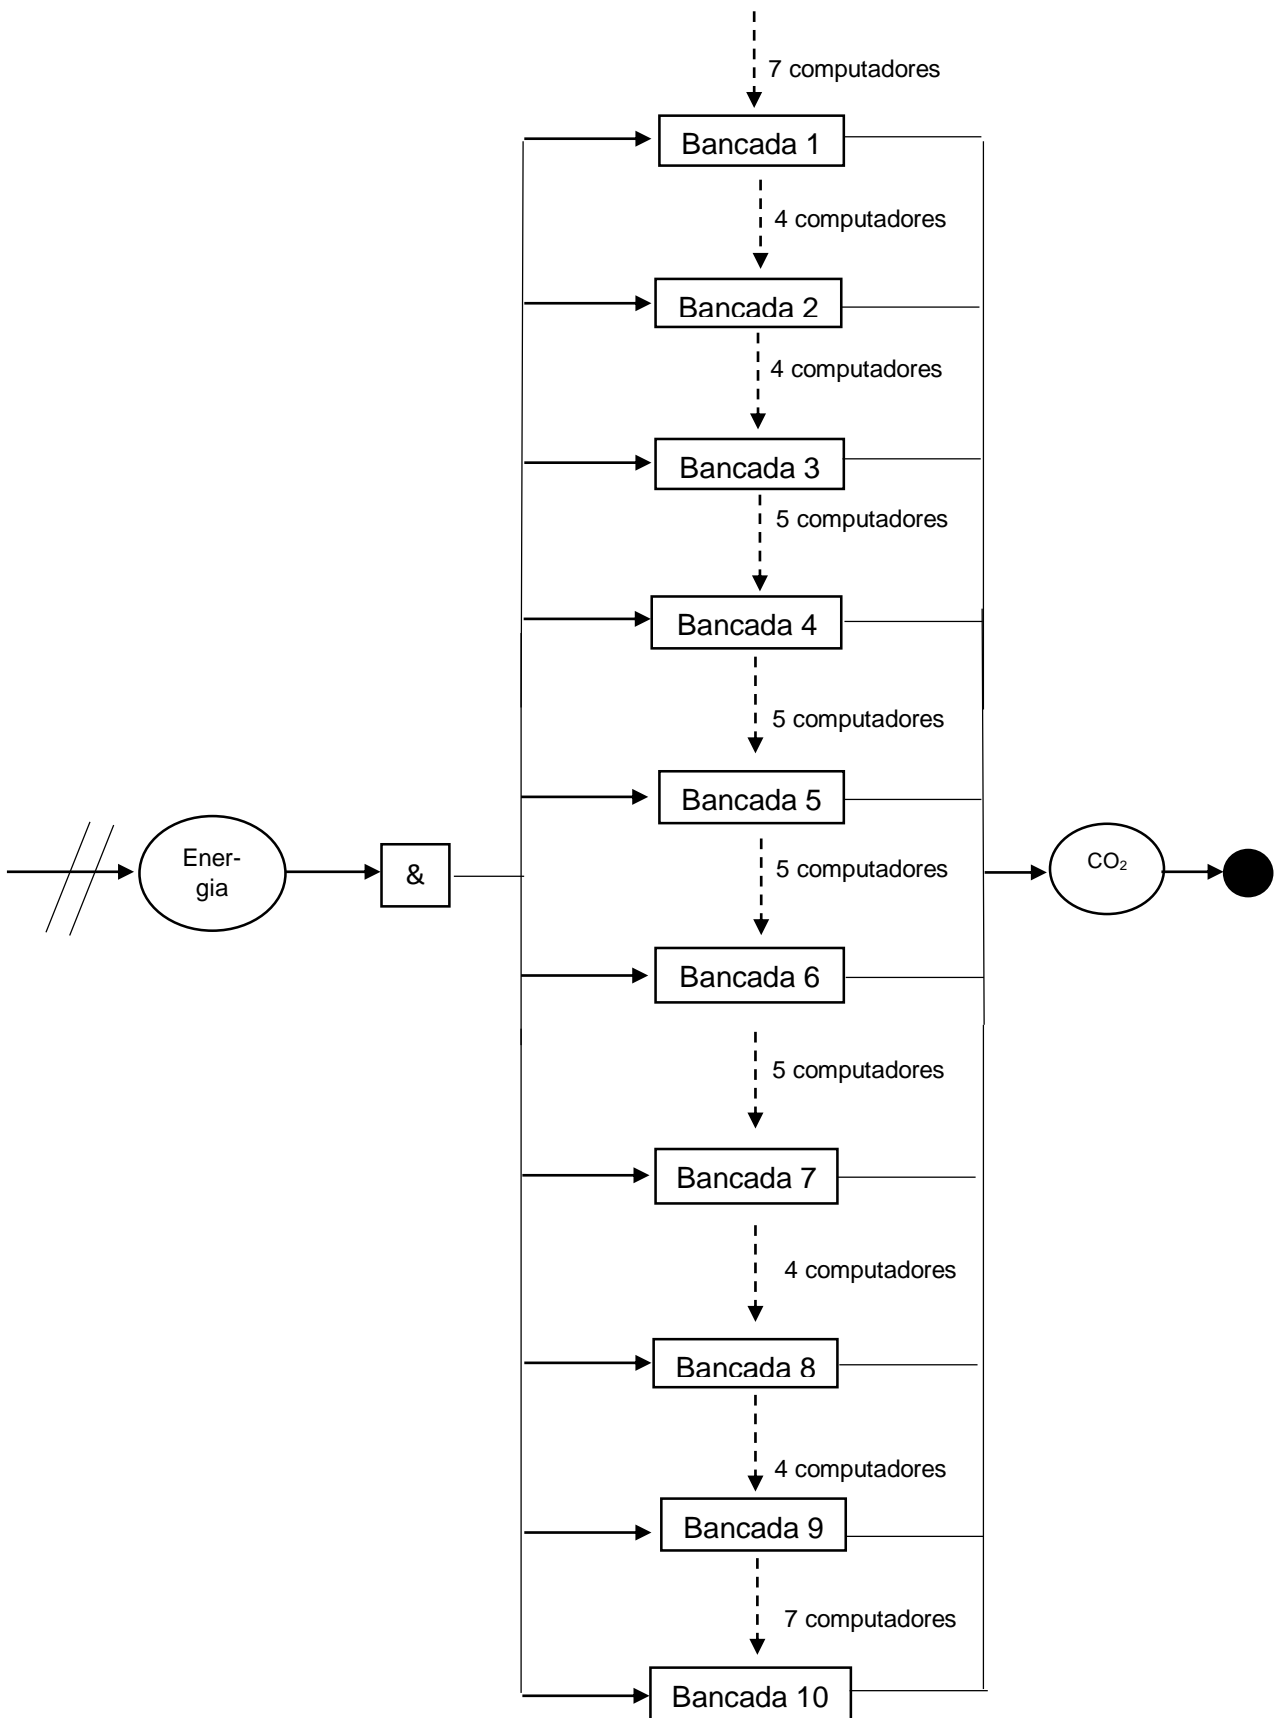 7 computadores
Bancada 1
4 computadores
Bancada 2
4 computadores
Bancada 3
5 computadores
Bancada 4
5 computadores
Bancada 5
Ener-
gia
&
5 computadores
CO₂
Bancada 6
5 computadores
Bancada 7
4 computadores
Bancada 8
4 computadores
Bancada 9
7 computadores
Bancada 10